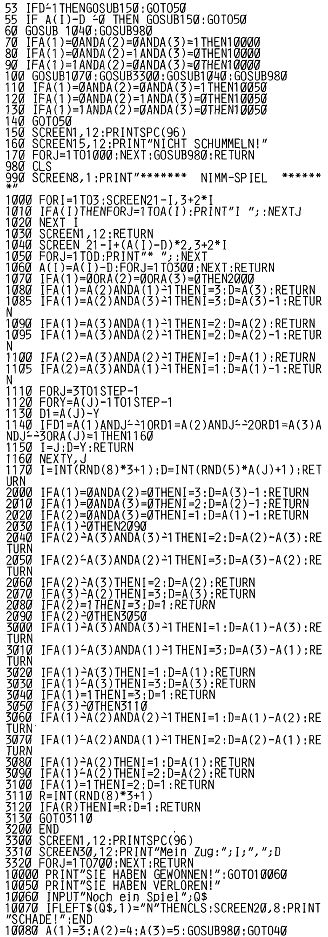 53 IFD<1THENGOSUB150:GOTO50
55 IF A(I)-D <0 THEN GOSUB150:GOTO50
60 GOSUB 1040:GOSUB980
70 IFA(1)=0ANDA(2)=0ANDA(3)=1THEN10000
80 IFA(1)=0ANDA(2)=1ANDA(3)=0THEN10000
90 IFA(1)=1ANDA(2)=0ANDA(3)=0THEN10000
100 GOSUB1070:GOSUB3300:GOSUB1040:GOSUB980
110 IFA(1)=0ANDA(2)=0ANDA(3)=1THEN10050
120 IFA(1)=0ANDA(2)=1ANDA(3)=0THEN10050
130 IFA(1)=1ANDA(2)=0ANDA(3)=0THEN10050
140 GOTO50
150 SCREEN1,12:PRINTSPC(96)
160 SCREEN15,12:PRINT"NICHT SCHUMMELN!"
170 FORJ=1TO1000:NEXT:GOSUB980:RETURN
980 CLS
990 SCREEN8,1:PRINT"******* NIMM-SPIEL ******
*"
1000 FORI=1TO3:SCREEN21-I,3+2*I
1010 IFA(I)THENFORJ=1TOA(I):PRINT"I ";:NEXTJ
1020 NEXT I
1030 SCREEN1,12:RETURN
1040 SCREEN 21-I+(A(I)-D)*2,3+2*I
1050 FORJ=1TOD:PRINT"* ";:NEXT
1060 A(I)=A(I)-D:FORJ=1TO300:NEXT:RETURN
1070 IFA(1)=0ORA(2)=0ORA(3)=0THEN2000
1080 IFA(1)=A(2)ANDA(1)>1THENI=3:D=A(3):RETURN
1085 IFA(1)=A(2)ANDA(3)>1THENI=3:D=A(3)-1:RETUR
N
1090 IFA(1)=A(3)ANDA(1)>1THENI=2:D=A(2):RETURN
1095 IFA(1)=A(3)ANDA(2)>1THENI=2:D=A(2)-1:RETUR
N
1100 IFA(2)=A(3)ANDA(2)>1THENI=1:D=A(1):RETURN
1105 IFA(2)=A(3)ANDA(1)>1THENI=1:D=A(1)-1:RETUR
N
1110 FORJ=3TO1STEP-1
1120 FORY=A(J)-1TO1STEP-1
1130 D1=A(J)-Y
1140 IFD1=A(1)ANDJ<>1ORD1=A(2)ANDJ<>2ORD1=A(3)A
NDJ<>3ORA(J)=1THEN1160
1150 I=J:D=Y:RETURN
1160 NEXTY,J
1170 I=INT(RND(8)*3+1):D=INT(RND(5)*A(J)+1):RET
URN
2000 IFA(1)=0ANDA(2)=0THENI=3:D=A(3)-1:RETURN
2010 IFA(1)=0ANDA(3)=0THENI=2:D=A(2)-1:RETURN
2020 IFA(2)=0ANDA(3)=0THENI=1:D=A(1)-1:RETURN
2030 IFA(1)>0THEN2090
2040 IFA(2)>A(3)ANDA(3)>1THENI=2:D=A(2)-A(3):RE
TURN
2050 IFA(2)<A(3)ANDA(2)>1THENI=3:D=A(3)-A(2):RE
TURN
2060 IFA(2)>A(3)THENI=2:D=A(2):RETURN
2070 IFA(3)>A(2)THENI=3:D=A(3):RETURN
2080 IFA(2)=1THENI=3:D=1:RETURN
2090 IFA(2)>0THEN3050
3000 IFA(1)>A(3)ANDA(3)>1THENI=1:D=A(1)-A(3):RE
TURN
3010 IFA(1)<A(3)ANDA(1)>1THENI=3:D=A(3)-A(1):RE
TURN
3020 IFA(1)>A(3)THENI=1:D=A(1):RETURN
3030 IFA(1)<A(3)THENI=3:D=A(3):RETURN
3040 IFA(1)=1THENI=3:D=1:RETURN
3050 IFA(3)>0THEN3110
3060 IFA(1)>A(2)ANDA(2)>1THENI=1:D=A(1)-A(2):RE
TURN
3070 IFA(1)<A(2)ANDA(1)>1THENI=2:D=A(2)-A(1):RE
TURN
3080 IFA(1)>A(2)THENI=1:D=A(1):RETURN
3090 IFA(1)<A(2)THENI=2:D=A(2):RETURN
3100 IFA(1)=1THENI=2:D=1:RETURN
3110 R=INT(RND(8)*3+1)
3120 IFA(R)THENI=R:D=1:RETURN
3130 GOTO3110
3200 END
3300 SCREEN1,12:PRINTSPC(96)
3310 SCREEN30,12:PRINT"Mein Zug:";I;",";D
3320 FORJ=1TO700:NEXT:RETURN
10000 PRINT"SIE HABEN GEWONNEN!":GOTO10060
10050 PRINT"SIE HABEN VERLOREN!"
10060 INPUT"Noch ein Spiel";Q$
10070 IFLEFT$(Q$,1)="N"THENCLS:SCREEN20,8:PRINT
"SCHADE!":END
10080 A(1)=3:A(2)=4:A(3)=5:GOSUB980:GOTO40